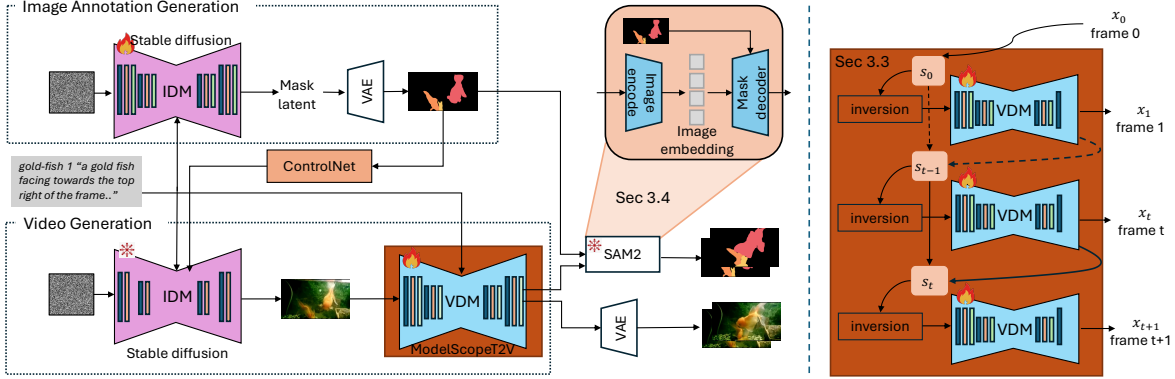 Image Annotation Generation
Stable diffusion
IDM
Mask
latent
VAE
ControlNet
gold-fish 1 “a gold fish
facing towards the top
right of the frame..”
Video Generation
IDM
Stable diffusion
VDM
ModelScopeT2V
SAM2
VAE
Image
encode
Image
embedding
Mask
decoder
Sec 3.4
Sec 3.3
x0
frame 0
s0
inversion
VDM
x1
frame 1
st−1
inversion
VDM
xt
frame t
st
inversion
VDM
xt+1
frame t+1